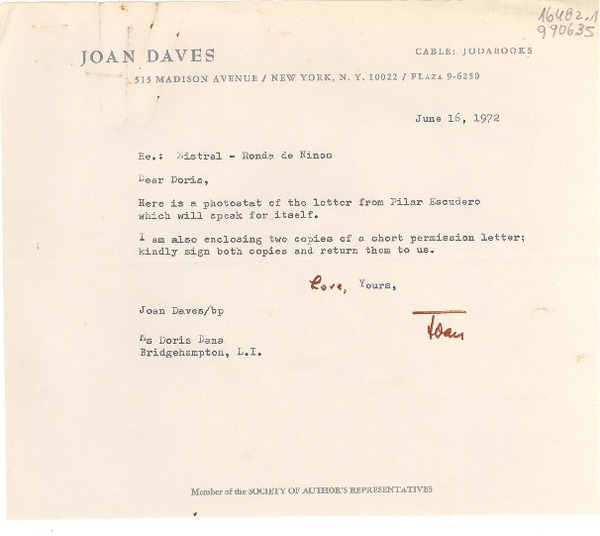 16482.1
990635
JOAN DAVES
CABLE: JODABOOKS
515 MADISON AVENUE / NEW YORK, N. Y. 10022 / PLAZA 9-6250
June 16, 1972
Re.: Mistral - Ronda de Ninos
Dear Doris,
Here is a photostat of the letter from Pilar Escudero
which will speak for itself.
I am also enclosing two copies of a short permission letter;
kindly sign both copies and return them to us.
Love, Yours,
Joan Daves/bp
Joan
Ms Doris Dana
Bridgehampton, L.I.
Member of the SOCIETY OF AUTHOR'S REPRESENTATIVES